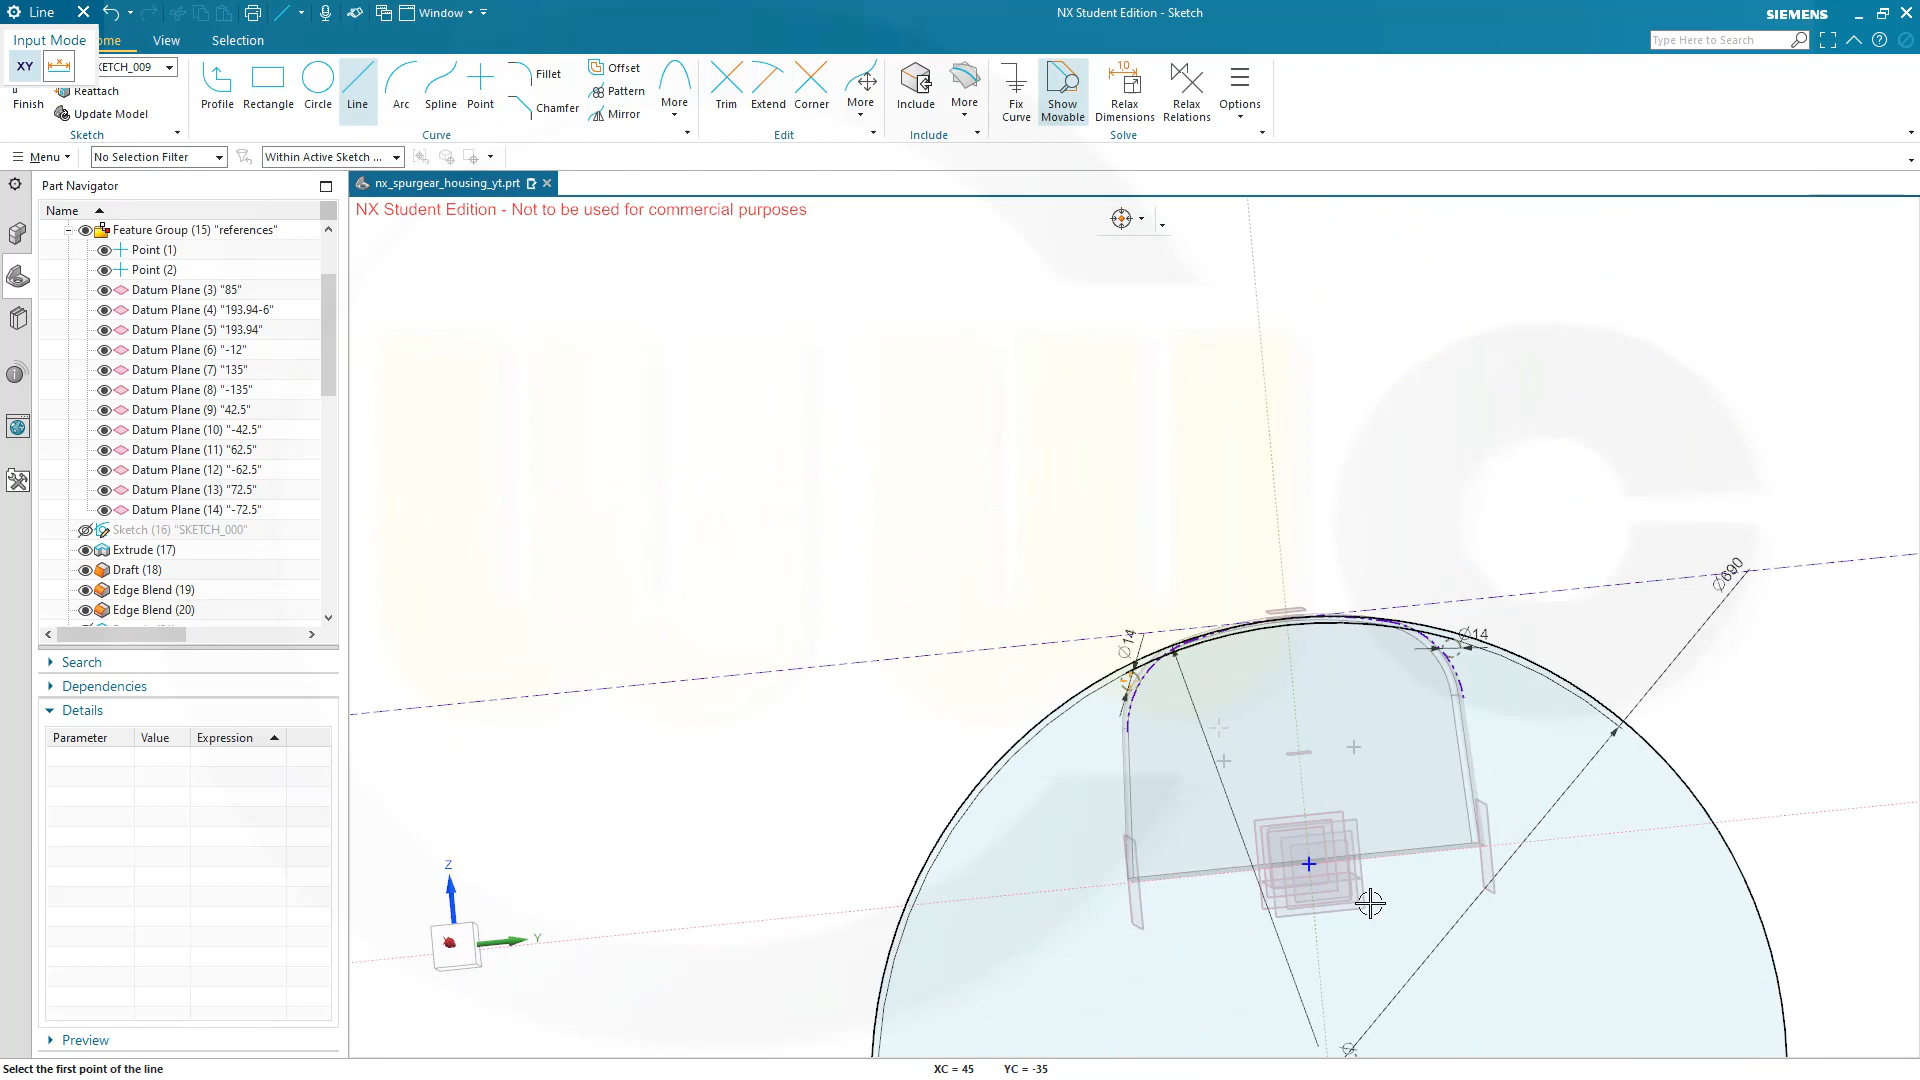 Line
Window
NX Student Edition - Sketch
SIEMENS
Input Mode
XY
ome
View
Selection
Type Here to Search
KETCH_009
Reattach
Finish
Update Model
Sketch
Profile
Rectangle
Circle
Line
Arc
Spline
Point
Fillet
Chamfer
Offset
Pattern
Mirror
More
Curve
Trim
Extend
Corner
More
Edit
Include
More
Include
Fix
Curve
Show
Movable
Relax
Dimensions
Relax
Relations
Options
Solve
Menu
No Selection Filter
Within Active Sketch ...
Part Navigator
nx_spurgear_housing_yt.prt
NX Student Edition - Not to be used for commercial purposes
Name
Feature Group (15) "references"
Point (1)
Point (2)
Datum Plane (3) "85"
Datum Plane (4) "193.94-6"
Datum Plane (5) "193.94"
Datum Plane (6) "-12"
Datum Plane (7) "135"
Datum Plane (8) "-135"
Datum Plane (9) "42.5"
Datum Plane (10) "-42.5"
Datum Plane (11) "62.5"
Datum Plane (12) "-62.5"
Datum Plane (13) "72.5"
Datum Plane (14) "-72.5"
Sketch (16) "SKETCH_000"
Extrude (17)
Draft (18)
Edge Blend (19)
Edge Blend (20)
Search
Dependencies
Details
Parameter Value Expression
Preview
Ø690
Ø14
Ø14
Z
Y
Select the first point of the line
XC = 45 YC = -35